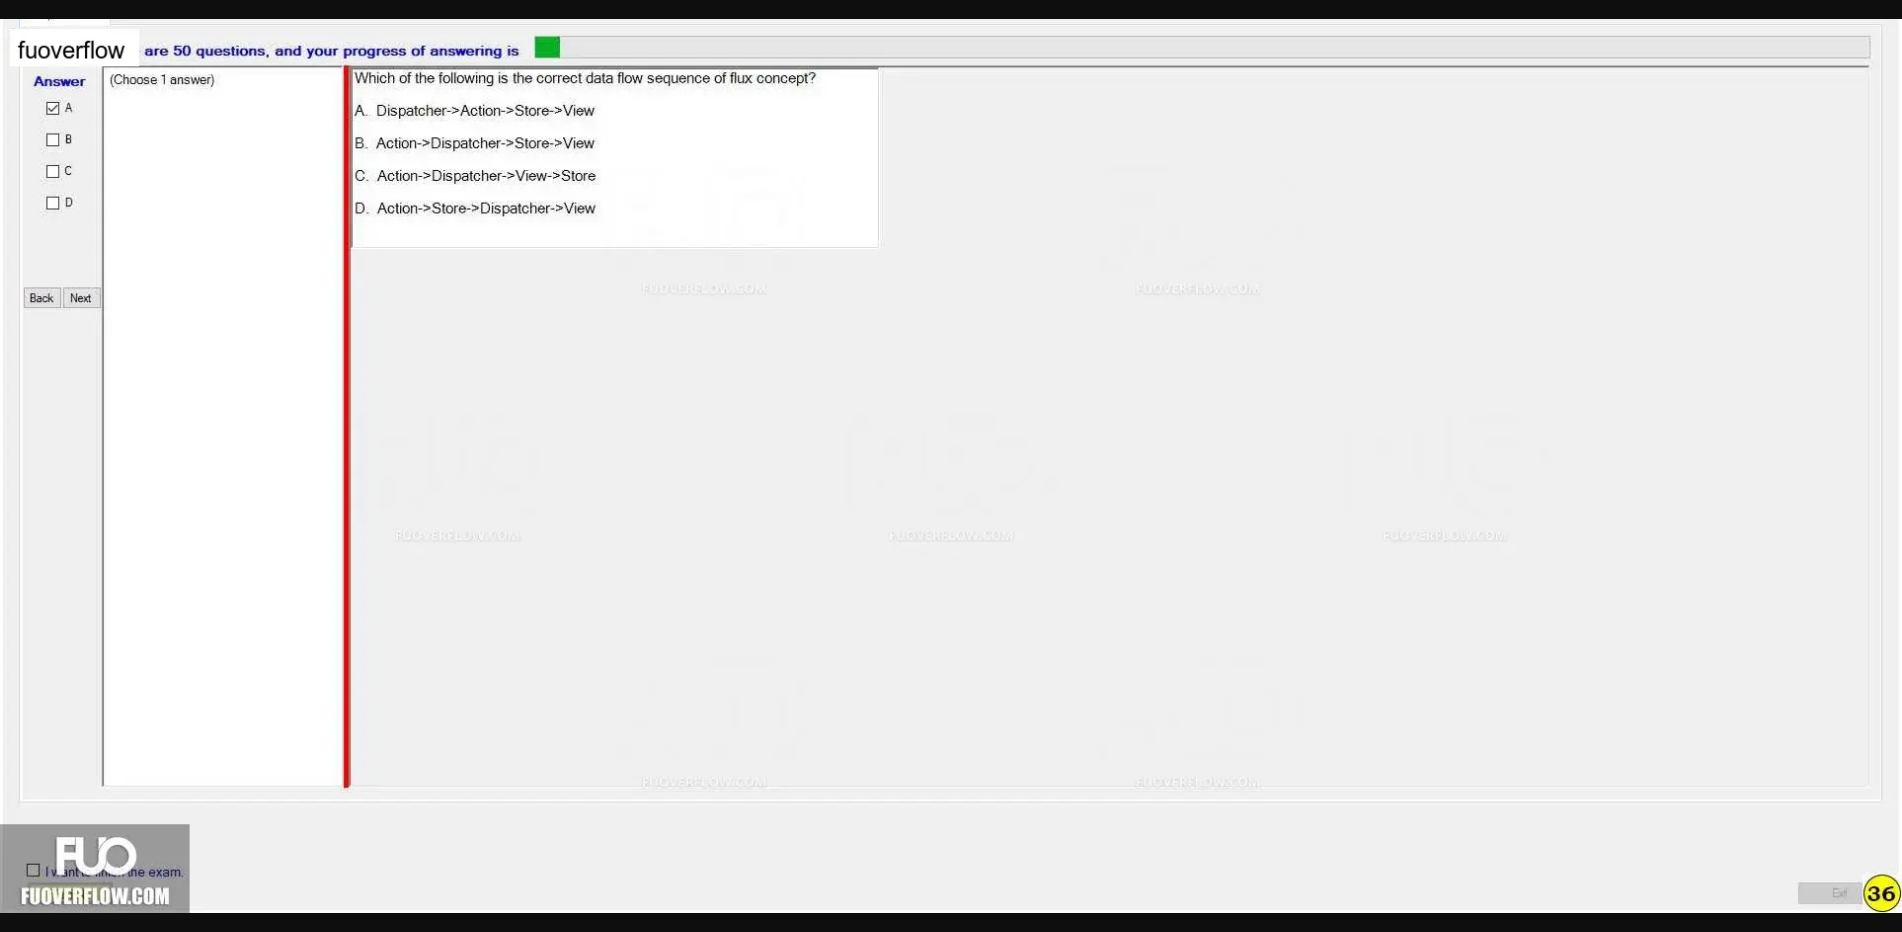 fuoverflow are 50 questions, and your progress of answering is
Answer
(Choose 1 answer)
A
B
C
D
Back Next
Which of the following is the correct data flow sequence of flux concept?
A. Dispatcher->Action->Store->View
B. Action->Dispatcher->Store->View
C. Action->Dispatcher->View->Store
D. Action->Store->Dispatcher->View
FUOVERFLOW.COM FUOVERFLOW.COM
FUOVERFLOW.COM FUOVERFLOW.COM FUOVERFLOW.COM
FUOVERFLOW.COM FUOVERFLOW.COM
FUO
I want to finish the exam.
FUOVERFLOW.COM
Exit
36